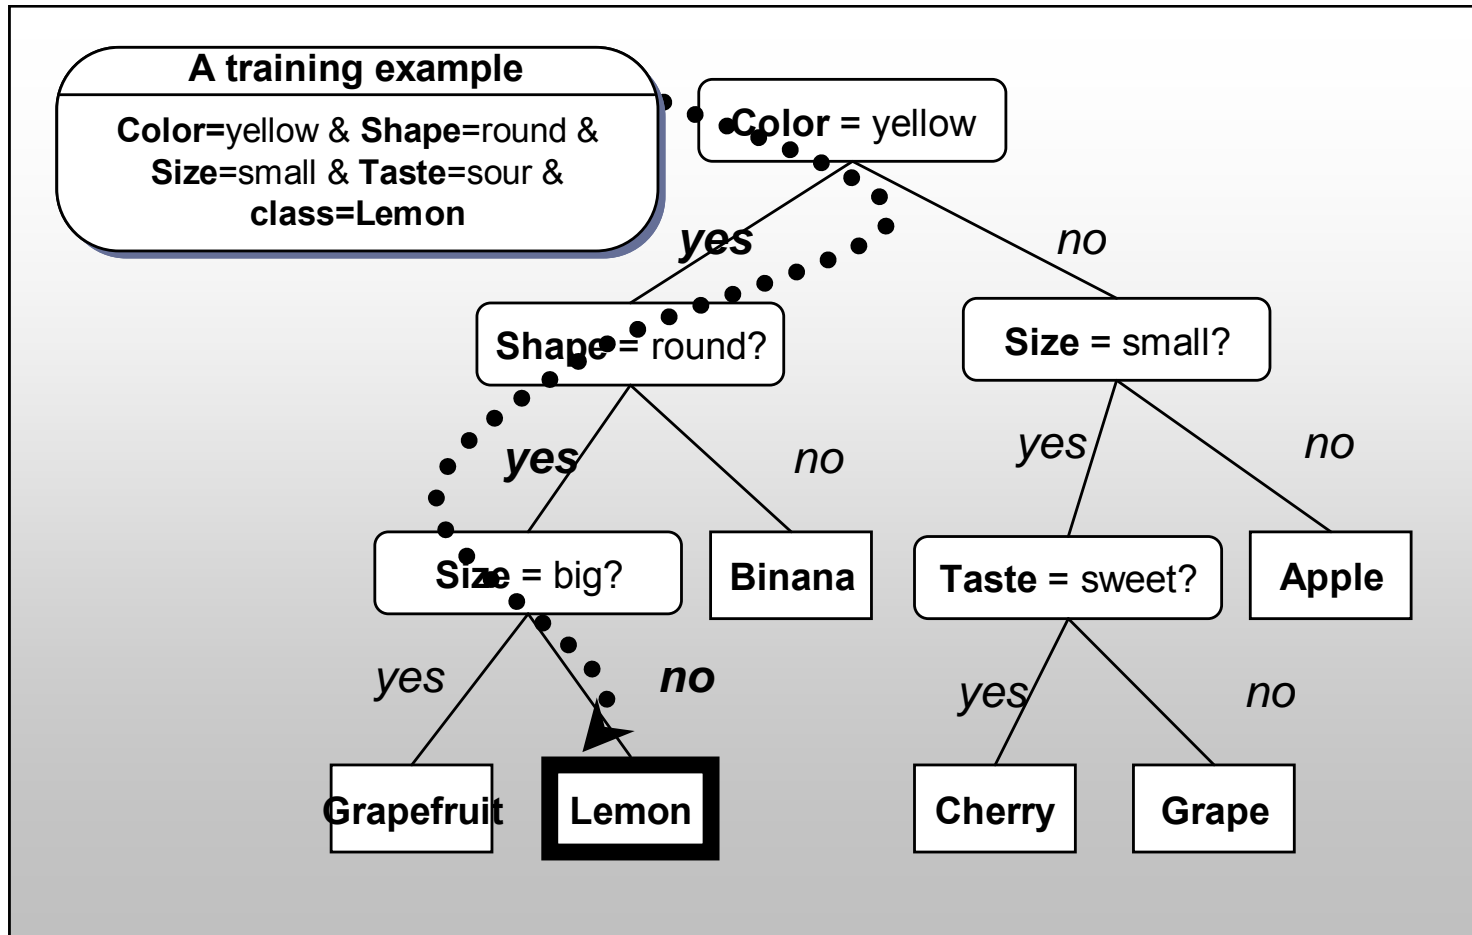 A training example
Color=yellow & Shape=round &
Size=small & Taste=sour &
class=Lemon
Color = yellow
yes
no
Shape = round?
Size = small?
yes
no
yes
no
Size = big?
Binana
Taste = sweet?
Apple
yes
no
yes
no
Grapefruit
Lemon
Cherry
Grape